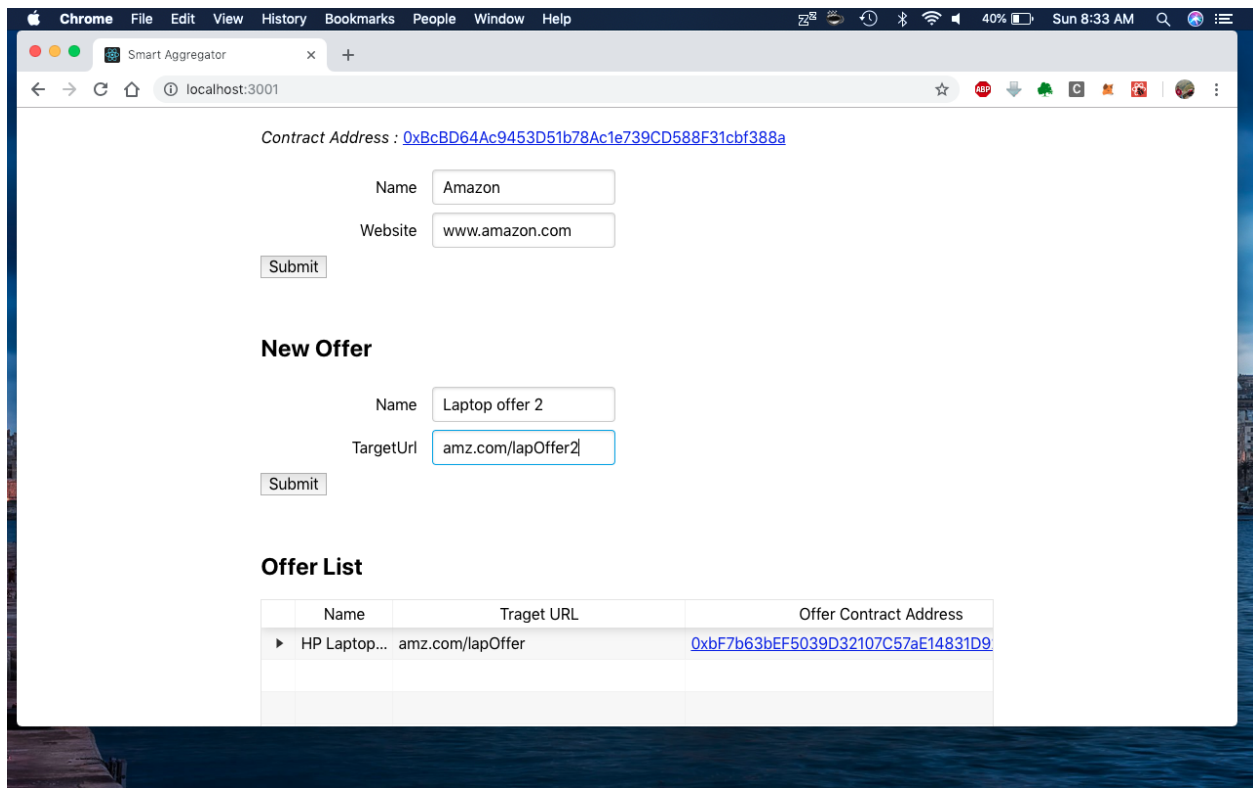 Chrome File Edit View History Bookmarks People Window Help 40% Sun 8:33 AM
Smart Aggregator
localhost:3001 ABP C
Contract Address : 0xBcBD64Ac9453D51b78Ac1e739CD588F31cbf388a
Name Amazon
Website www.amazon.com
Submit
New Offer
Name Laptop offer 2
TargetUrl amz.com/lapOffer2
Submit
Offer List
Name Traget URL Offer Contract Address
HP Laptop... amz.com/lapOffer 0xbF7b63bEF5039D32107C57aE14831D9